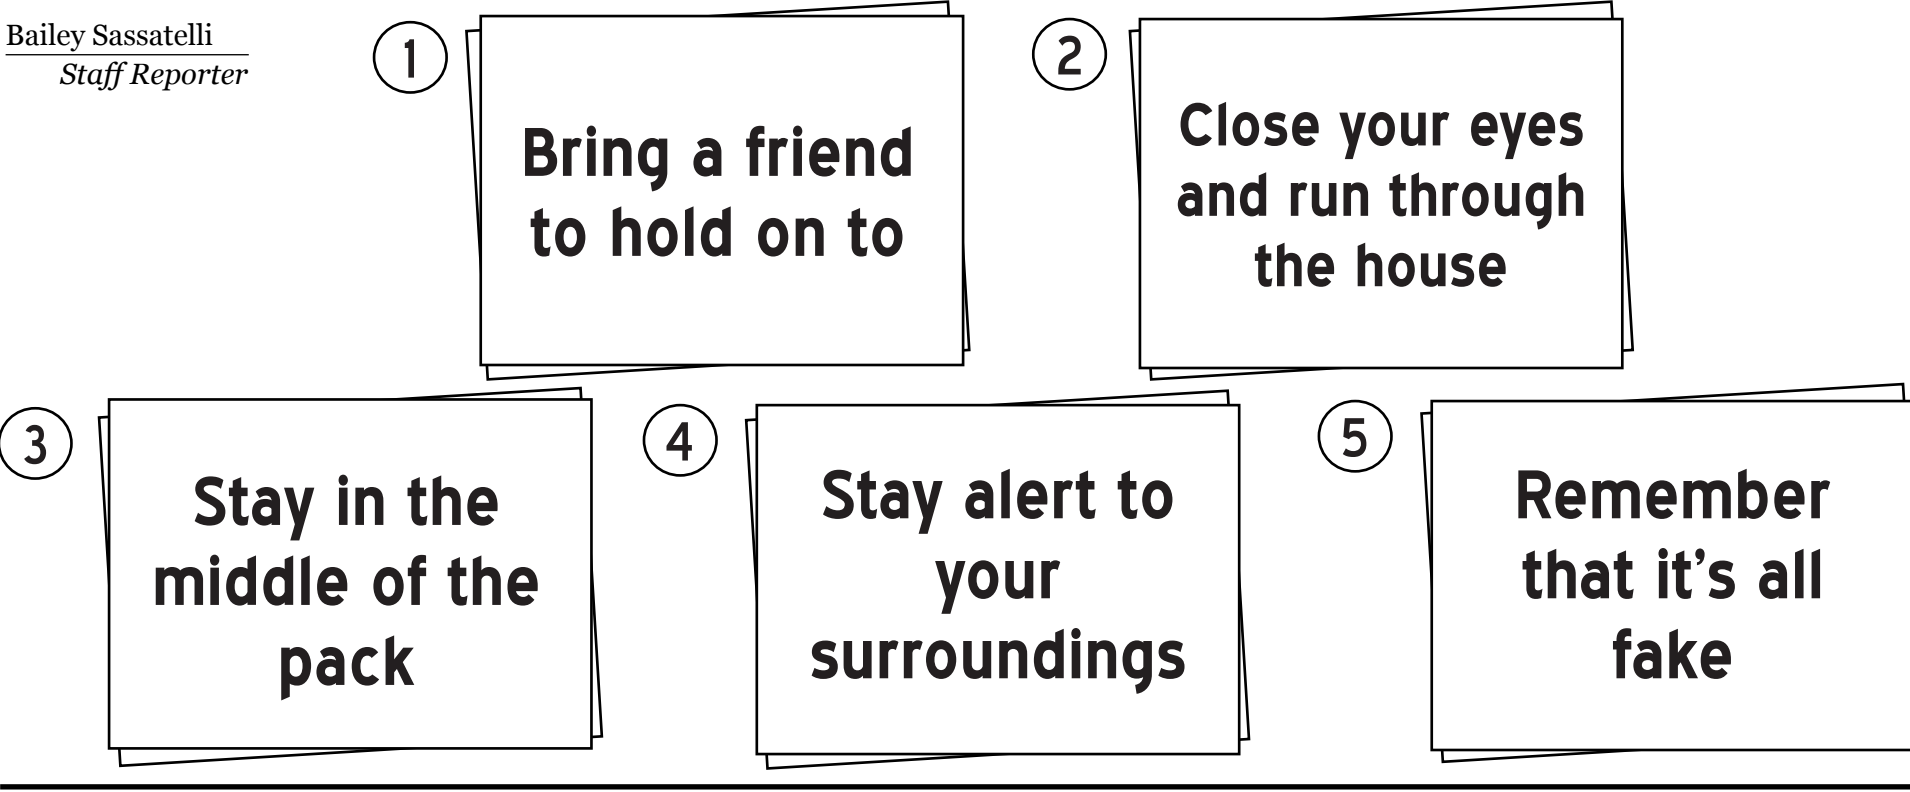 Bailey Sassatelli
Staff Reporter
1
Bring a friend
to hold on to
2
Close your eyes
and run through
the house
3
Stay in the
middle of the
pack
4
Stay alert to
your
surroundings
5
Remember
that it’s all
fake